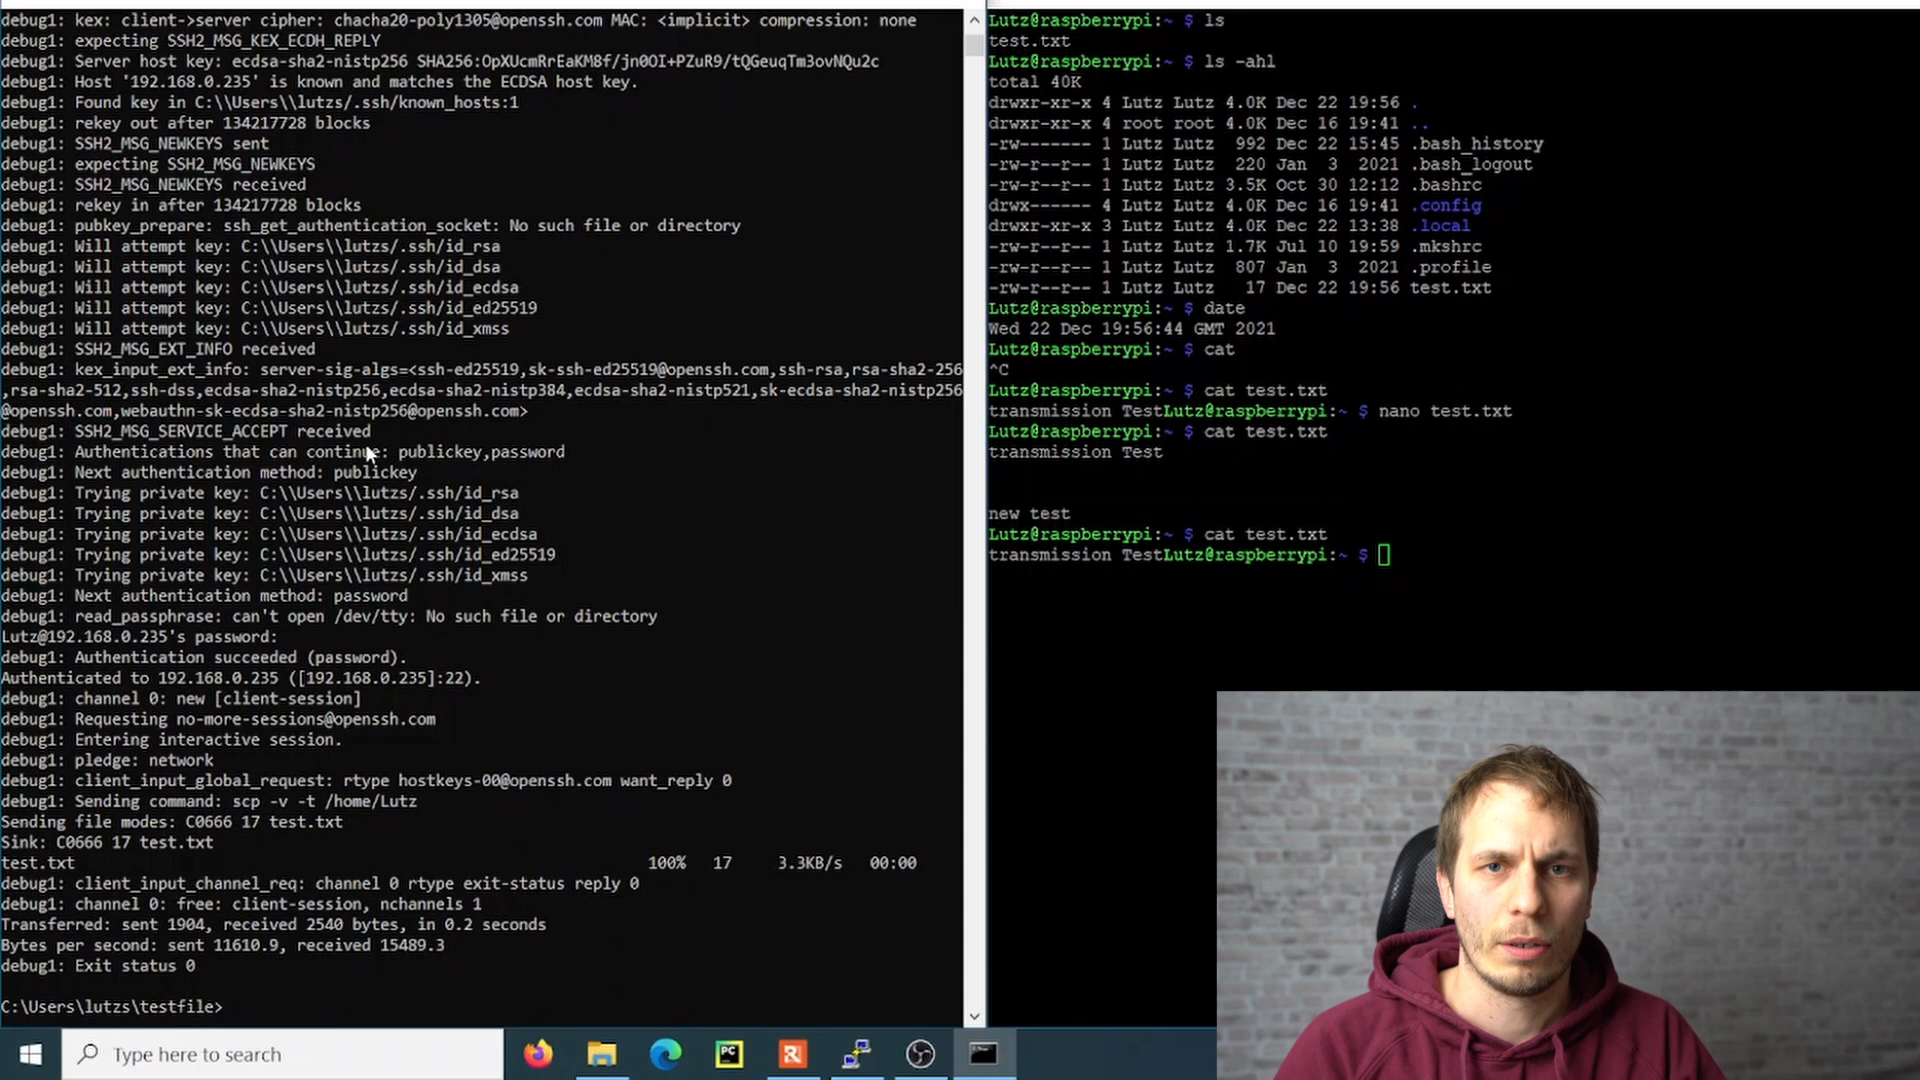 debug1: kex: client->server cipher: chacha20-poly1305@openssh.com MAC: <implicit> compression: none
debug1: expecting SSH2_MSG_KEX_ECDH_REPLY
debug1: Server host key: ecdsa-sha2-nistp256 SHA256:OpXUcmRrEaKM8f/jn0OI+PZuR9/tQGeuqTm3ovNQu2c
debug1: Host '192.168.0.235' is known and matches the ECDSA host key.
debug1: Found key in C:\\Users\\lutzs/.ssh/known_hosts:1
debug1: rekey out after 134217728 blocks
debug1: SSH2_MSG_NEWKEYS sent
debug1: expecting SSH2_MSG_NEWKEYS
debug1: SSH2_MSG_NEWKEYS received
debug1: rekey in after 134217728 blocks
debug1: pubkey_prepare: ssh_get_authentication_socket: No such file or directory
debug1: Will attempt key: C:\\Users\\lutzs/.ssh/id_rsa
debug1: Will attempt key: C:\\Users\\lutzs/.ssh/id_dsa
debug1: Will attempt key: C:\\Users\\lutzs/.ssh/id_ecdsa
debug1: Will attempt key: C:\\Users\\lutzs/.ssh/id_ed25519
debug1: Will attempt key: C:\\Users\\lutzs/.ssh/id_xmss
debug1: SSH2_MSG_EXT_INFO received
debug1: kex_input_ext_info: server-sig-algs=<ssh-ed25519,sk-ssh-ed25519@openssh.com,ssh-rsa,rsa-sha2-256
,rsa-sha2-512,ssh-dss,ecdsa-sha2-nistp256,ecdsa-sha2-nistp384,ecdsa-sha2-nistp521,sk-ecdsa-sha2-nistp256
@openssh.com,webauthn-sk-ecdsa-sha2-nistp256@openssh.com>
debug1: SSH2_MSG_SERVICE_ACCEPT received
debug1: Authentications that can continue: publickey,password
debug1: Next authentication method: publickey
debug1: Trying private key: C:\\Users\\lutzs/.ssh/id_rsa
debug1: Trying private key: C:\\Users\\lutzs/.ssh/id_dsa
debug1: Trying private key: C:\\Users\\lutzs/.ssh/id_ecdsa
debug1: Trying private key: C:\\Users\\lutzs/.ssh/id_ed25519
debug1: Trying private key: C:\\Users\\lutzs/.ssh/id_xmss
debug1: Next authentication method: password
debug1: read_passphrase: can't open /dev/tty: No such file or directory
Lutz@192.168.0.235's password:
debug1: Authentication succeeded (password).
Authenticated to 192.168.0.235 ([192.168.0.235]:22).
debug1: channel 0: new [client-session]
debug1: Requesting no-more-sessions@openssh.com
debug1: Entering interactive session.
debug1: pledge: network
debug1: client_input_global_request: rtype hostkeys-00@openssh.com want_reply 0
debug1: Sending command: scp -v -t /home/Lutz
Sending file modes: C0666 17 test.txt
Sink: C0666 17 test.txt
test.txt 100% 17 3.3KB/s 00:00
debug1: client_input_channel_req: channel 0 rtype exit-status reply 0
debug1: channel 0: free: client-session, nchannels 1
Transferred: sent 1904, received 2540 bytes, in 0.2 seconds
Bytes per second: sent 11610.9, received 15489.3
debug1: Exit status 0
C:\Users\lutzs\testfile>
Lutz@raspberrypi:~ $ ls
test.txt
Lutz@raspberrypi:~ $ ls -ahl
total 40K
drwxr-xr-x 4 Lutz Lutz 4.0K Dec 22 19:56 .
drwxr-xr-x 4 root root 4.0K Dec 16 19:41 ..
-rw------- 1 Lutz Lutz 992 Dec 22 15:45 .bash_history
-rw-r--r-- 1 Lutz Lutz 220 Jan 3 2021 .bash_logout
-rw-r--r-- 1 Lutz Lutz 3.5K Oct 30 12:12 .bashrc
drwx------ 4 Lutz Lutz 4.0K Dec 16 19:41 .config
drwxr-xr-x 3 Lutz Lutz 4.0K Dec 22 13:38 .local
-rw-r--r-- 1 Lutz Lutz 1.7K Jul 10 19:59 .mkshrc
-rw-r--r-- 1 Lutz Lutz 807 Jan 3 2021 .profile
-rw-r--r-- 1 Lutz Lutz 17 Dec 22 19:56 test.txt
Lutz@raspberrypi:~ $ date
Wed 22 Dec 19:56:44 GMT 2021
Lutz@raspberrypi:~ $ cat
^C
Lutz@raspberrypi:~ $ cat test.txt
transmission TestLutz@raspberrypi:~ $ nano test.txt
Lutz@raspberrypi:~ $ cat test.txt
transmission Test
new test
Lutz@raspberrypi:~ $ cat test.txt
transmission TestLutz@raspberrypi:~ $
Type here to search
PC
R